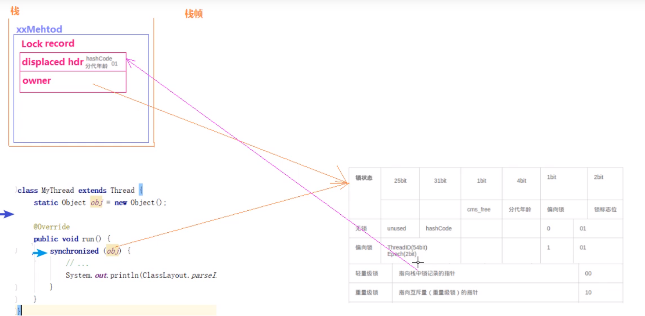 栈
栈帧
xxMehtod
Lock record
displaced hdr hashCode 分代年龄 01
owner
class MyThread extends Thread {
static Object obj = new Object();
@Override
public void run() {
synchronized (obj) {
// ...
System.out.println(ClassLayout.parseI
}
}
}
锁状态 25bit 31bit 1bit 4bit 1bit 2bit
cms_free 分代年龄 偏向锁 锁标志位
无锁 unused hashCode 0 01
偏向锁 ThreadID(54bit) Epoch(2bit) 1 01
轻量级锁 指向栈中锁记录的指针 00
重量级锁 指向互斥量（重量级锁）的指针 10